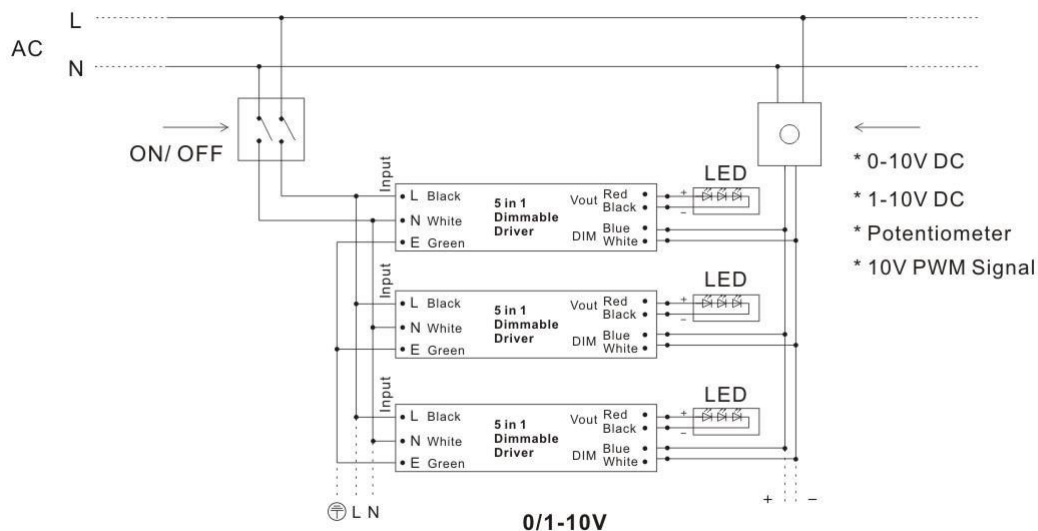 L
AC
N
ON/ OFF
* 0-10V DC
* 1-10V DC
* Potentiometer
* 10V PWM Signal
Input
L Black
N White
E Green
5 in 1
Dimmable
Driver
Vout Red
Black
DIM Blue
White
LED
+
−
Input
L Black
N White
E Green
5 in 1
Dimmable
Driver
Vout Red
Black
DIM Blue
White
LED
+
−
Input
L Black
N White
E Green
5 in 1
Dimmable
Driver
Vout Red
Black
DIM Blue
White
LED
+
−
L N
+ −
0/1-10V